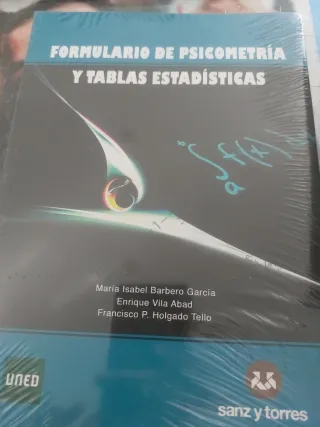 FORMULARIO DE PSICOMETRÍA
Y TABLAS ESTADÍSTICAS
∫f(t)
a
María Isabel Barbero García
Enrique Vila Abad
Francisco P. Holgado Tello
UNED
sanz y torres